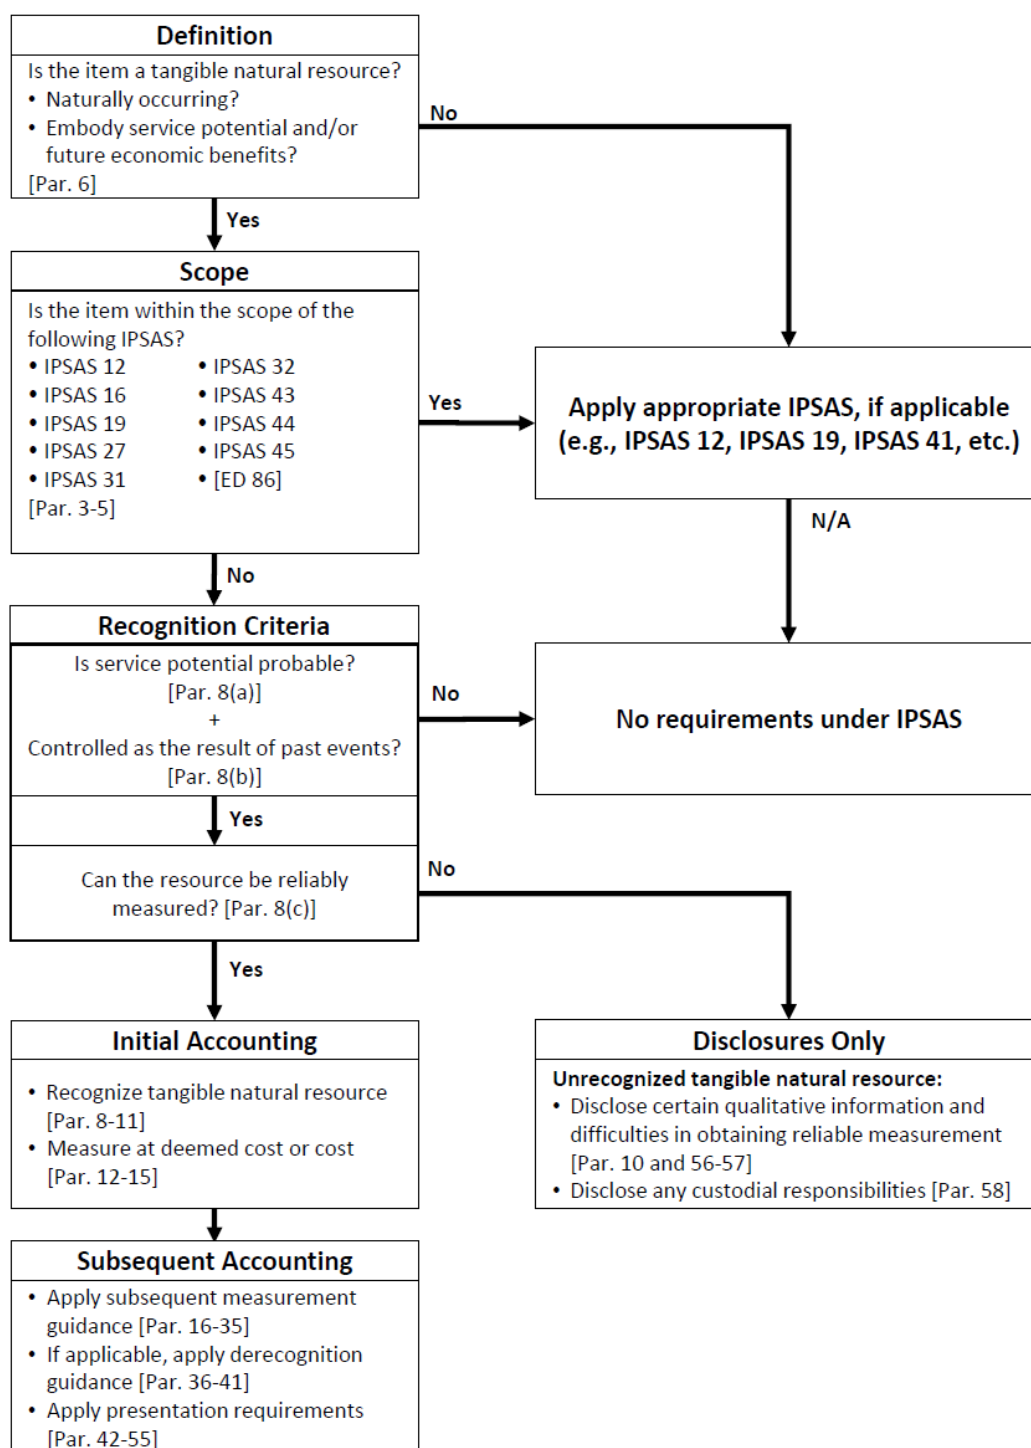 Definition
Is the item a tangible natural resource?
• Naturally occurring?
• Embody service potential and/or
future economic benefits?
[Par. 6]
No
Yes
Scope
Is the item within the scope of the
following IPSAS?
• IPSAS 12
• IPSAS 16
• IPSAS 19
• IPSAS 27
• IPSAS 31
• IPSAS 32
• IPSAS 43
• IPSAS 44
• IPSAS 45
• [ED 86]
[Par. 3-5]
Yes
Apply appropriate IPSAS, if applicable
(e.g., IPSAS 12, IPSAS 19, IPSAS 41, etc.)
N/A
No
Recognition Criteria
Is service potential probable?
[Par. 8(a)]
+
Controlled as the result of past events?
[Par. 8(b)]
No
No requirements under IPSAS
Yes
Can the resource be reliably
measured? [Par. 8(c)]
No
Yes
Initial Accounting
• Recognize tangible natural resource
[Par. 8-11]
• Measure at deemed cost or cost
[Par. 12-15]
Disclosures Only
Unrecognized tangible natural resource:
• Disclose certain qualitative information and
difficulties in obtaining reliable measurement
[Par. 10 and 56-57]
• Disclose any custodial responsibilities [Par. 58]
Subsequent Accounting
• Apply subsequent measurement
guidance [Par. 16-35]
• If applicable, apply derecognition
guidance [Par. 36-41]
• Apply presentation requirements
[Par. 42-55]